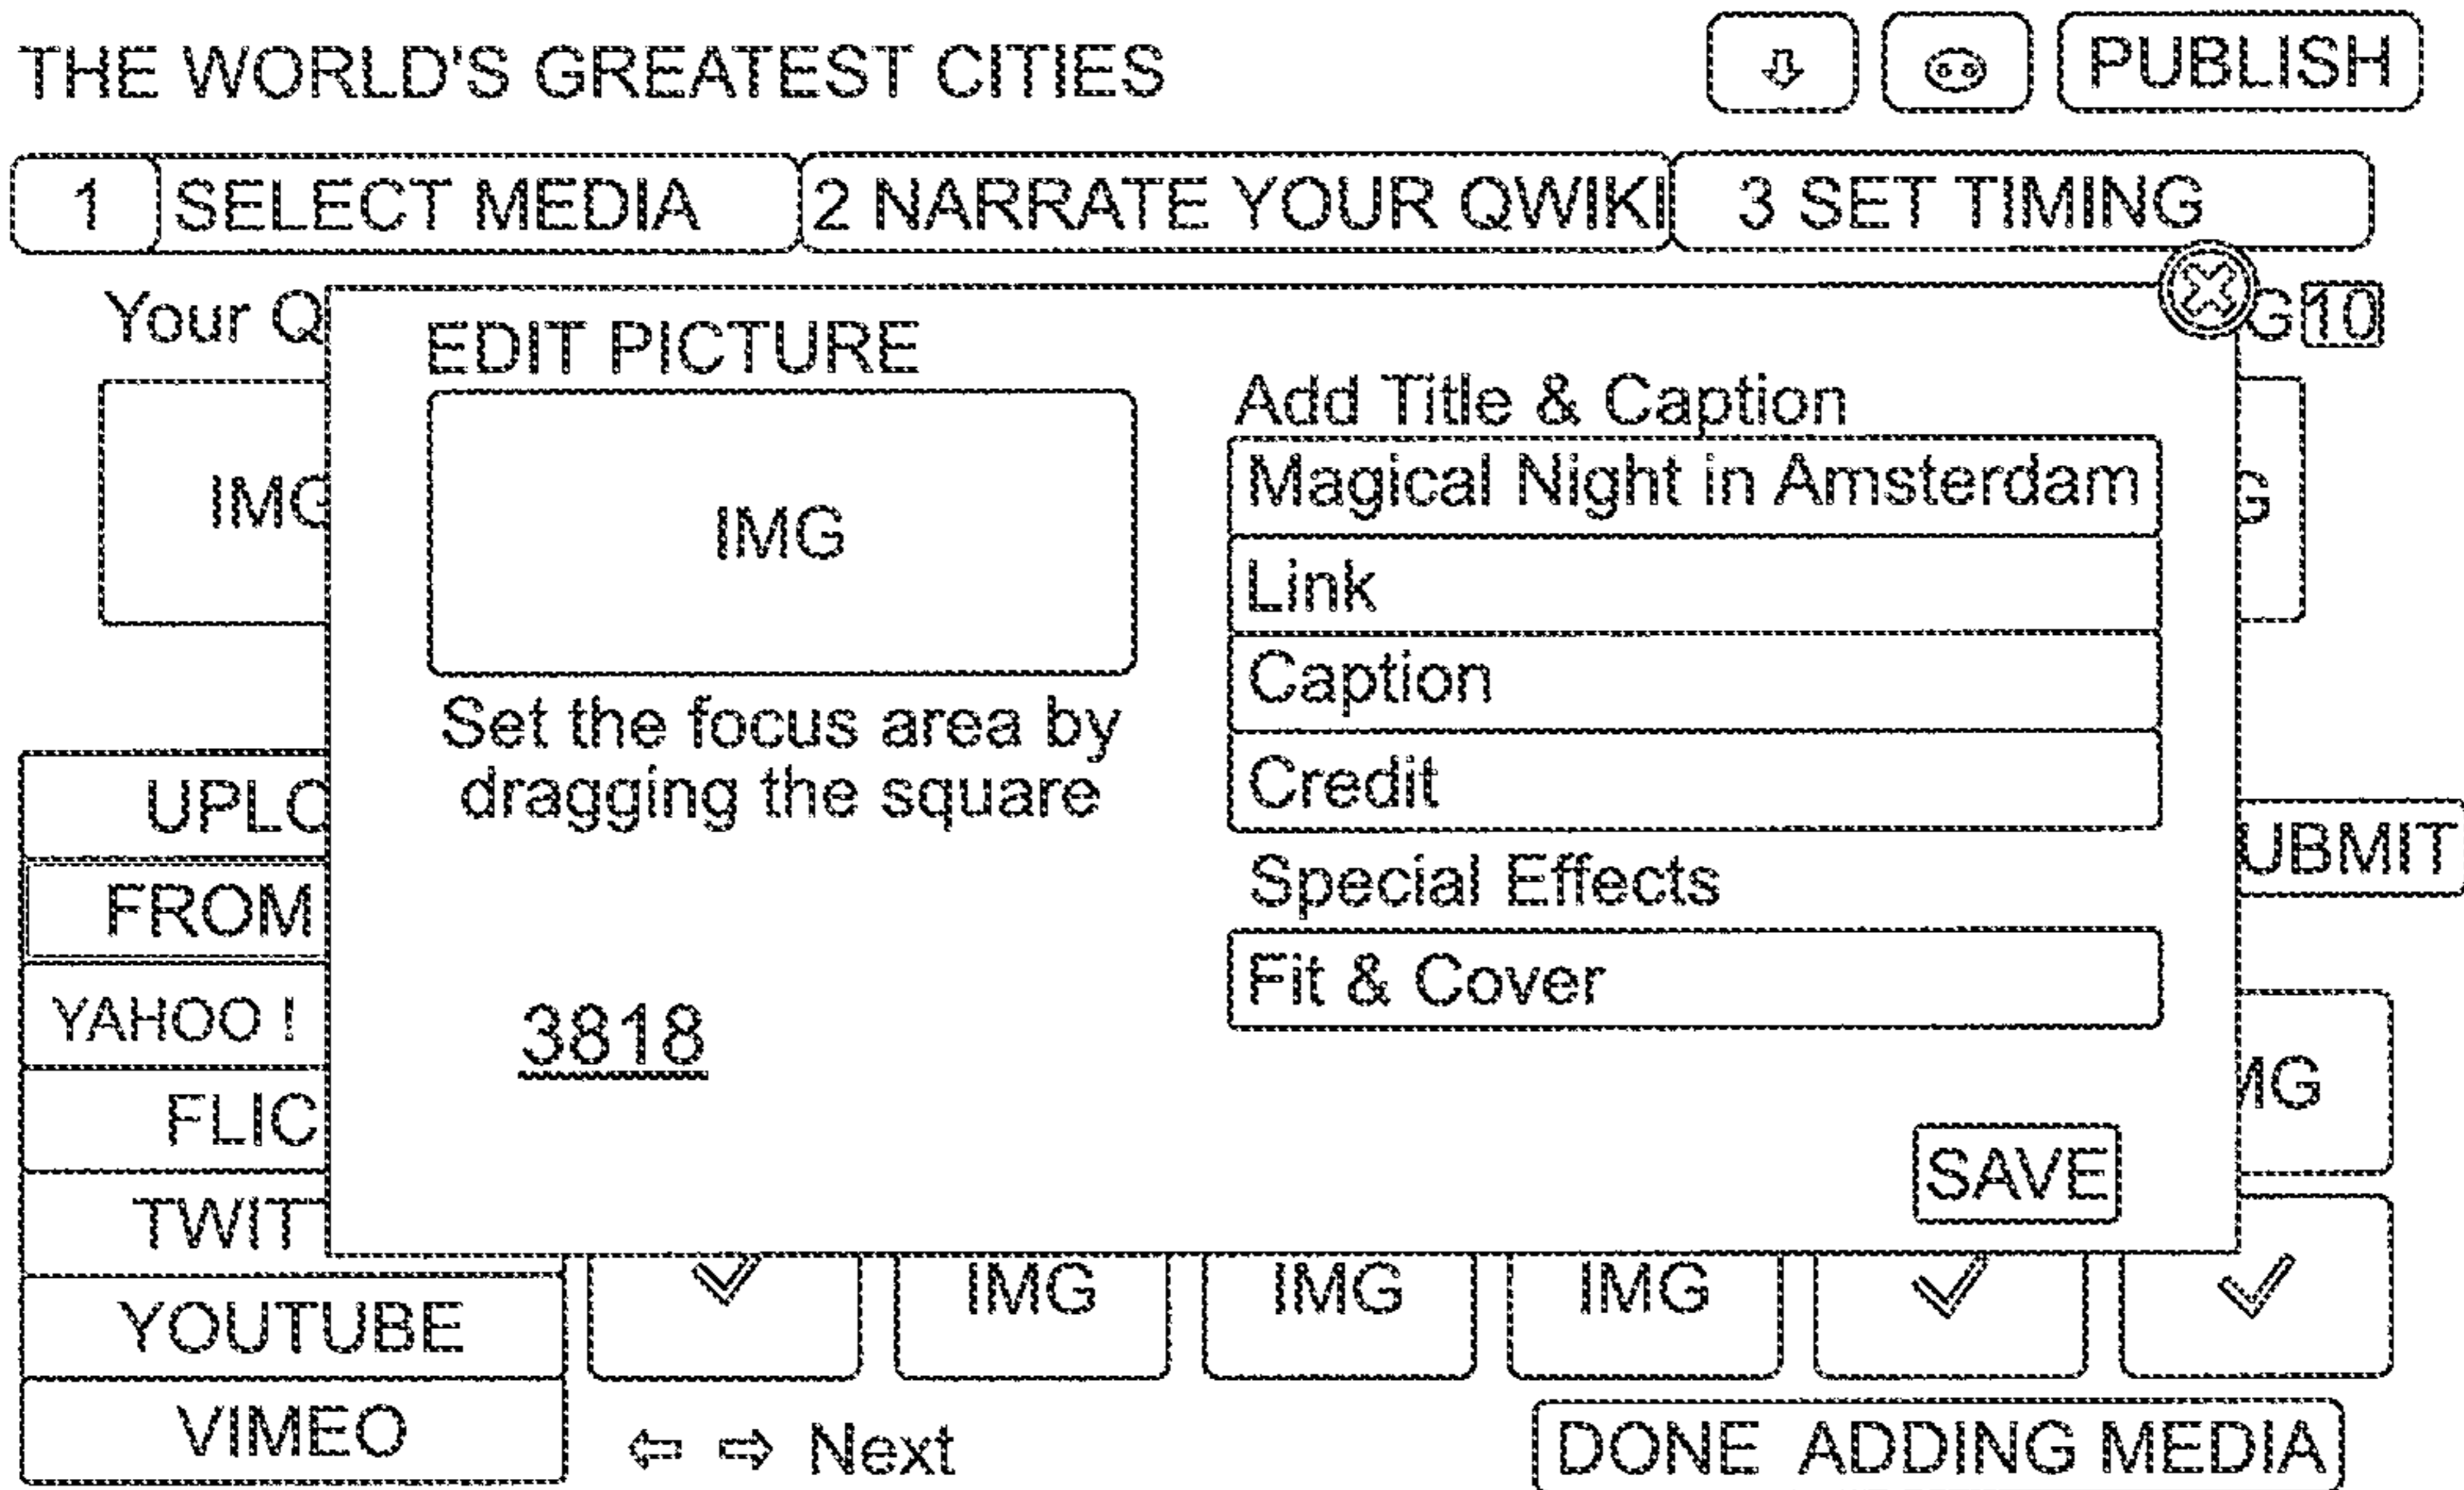 THE WORLD'S GREATEST CITIES
PUBLISH
1 SELECT MEDIA
2 NARRATE YOUR QWIKI
3 SET TIMING
Your Q
G 10
EDIT PICTURE
IMG
IMG
Set the focus area by
dragging the square
3818
Add Title & Caption
Magical Night in Amsterdam
Link
Caption
Credit
Special Effects
Fit & Cover
SAVE
G
UBMIT
MG
UPLO
FROM
YAHOO !
FLIC
TWIT
YOUTUBE
VIMEO
IMG
IMG
IMG
Next
DONE ADDING MEDIA